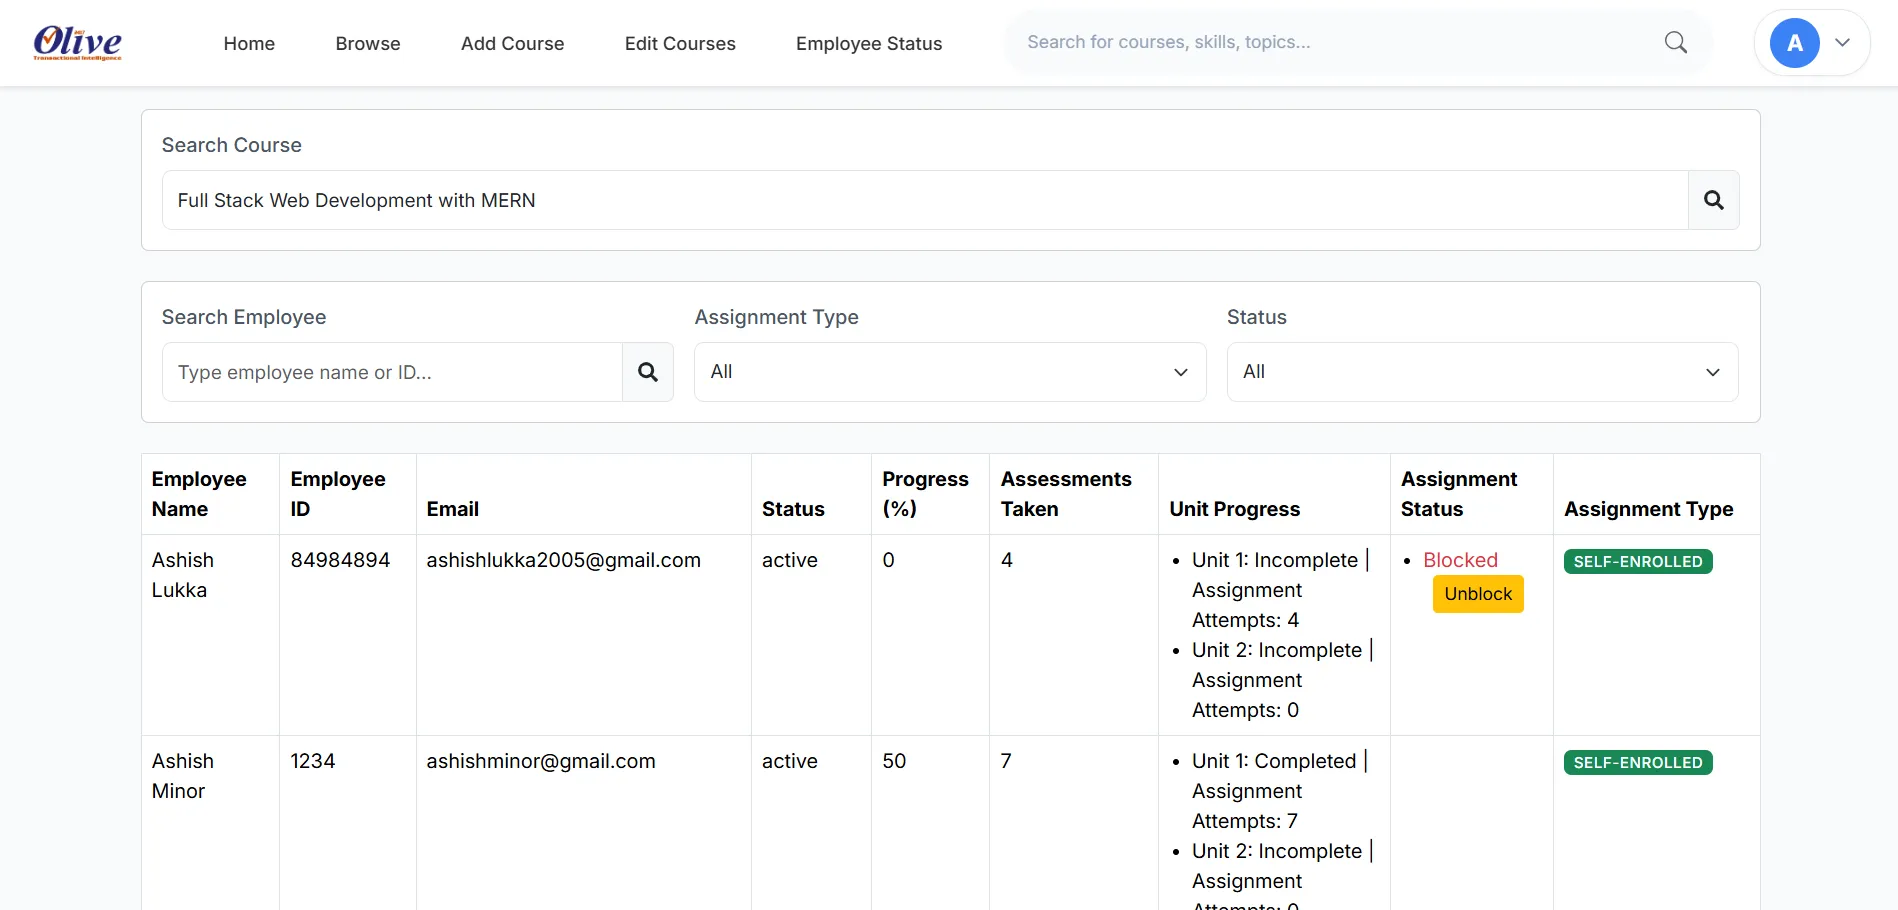 Olive
Transactional Intelligence
Home
Browse
Add Course
Edit Courses
Employee Status
Search for courses, skills, topics...
A
Search Course
Full Stack Web Development with MERN
Search Employee
Assignment Type
Status
Type employee name or ID...
All
All
Employee Name
Employee ID
Email
Status
Progress (%)
Assessments Taken
Unit Progress
Assignment Status
Assignment Type
Ashish Lukka
84984894
ashishlukka2005@gmail.com
active
0
4
• Unit 1: Incomplete |
Assignment
Attempts: 4
• Unit 2: Incomplete |
Assignment
Attempts: 0
• Blocked
Unblock
SELF-ENROLLED
Ashish Minor
1234
ashishminor@gmail.com
active
50
7
• Unit 1: Completed |
Assignment
Attempts: 7
• Unit 2: Incomplete |
Assignment
Attempts: 0
SELF-ENROLLED